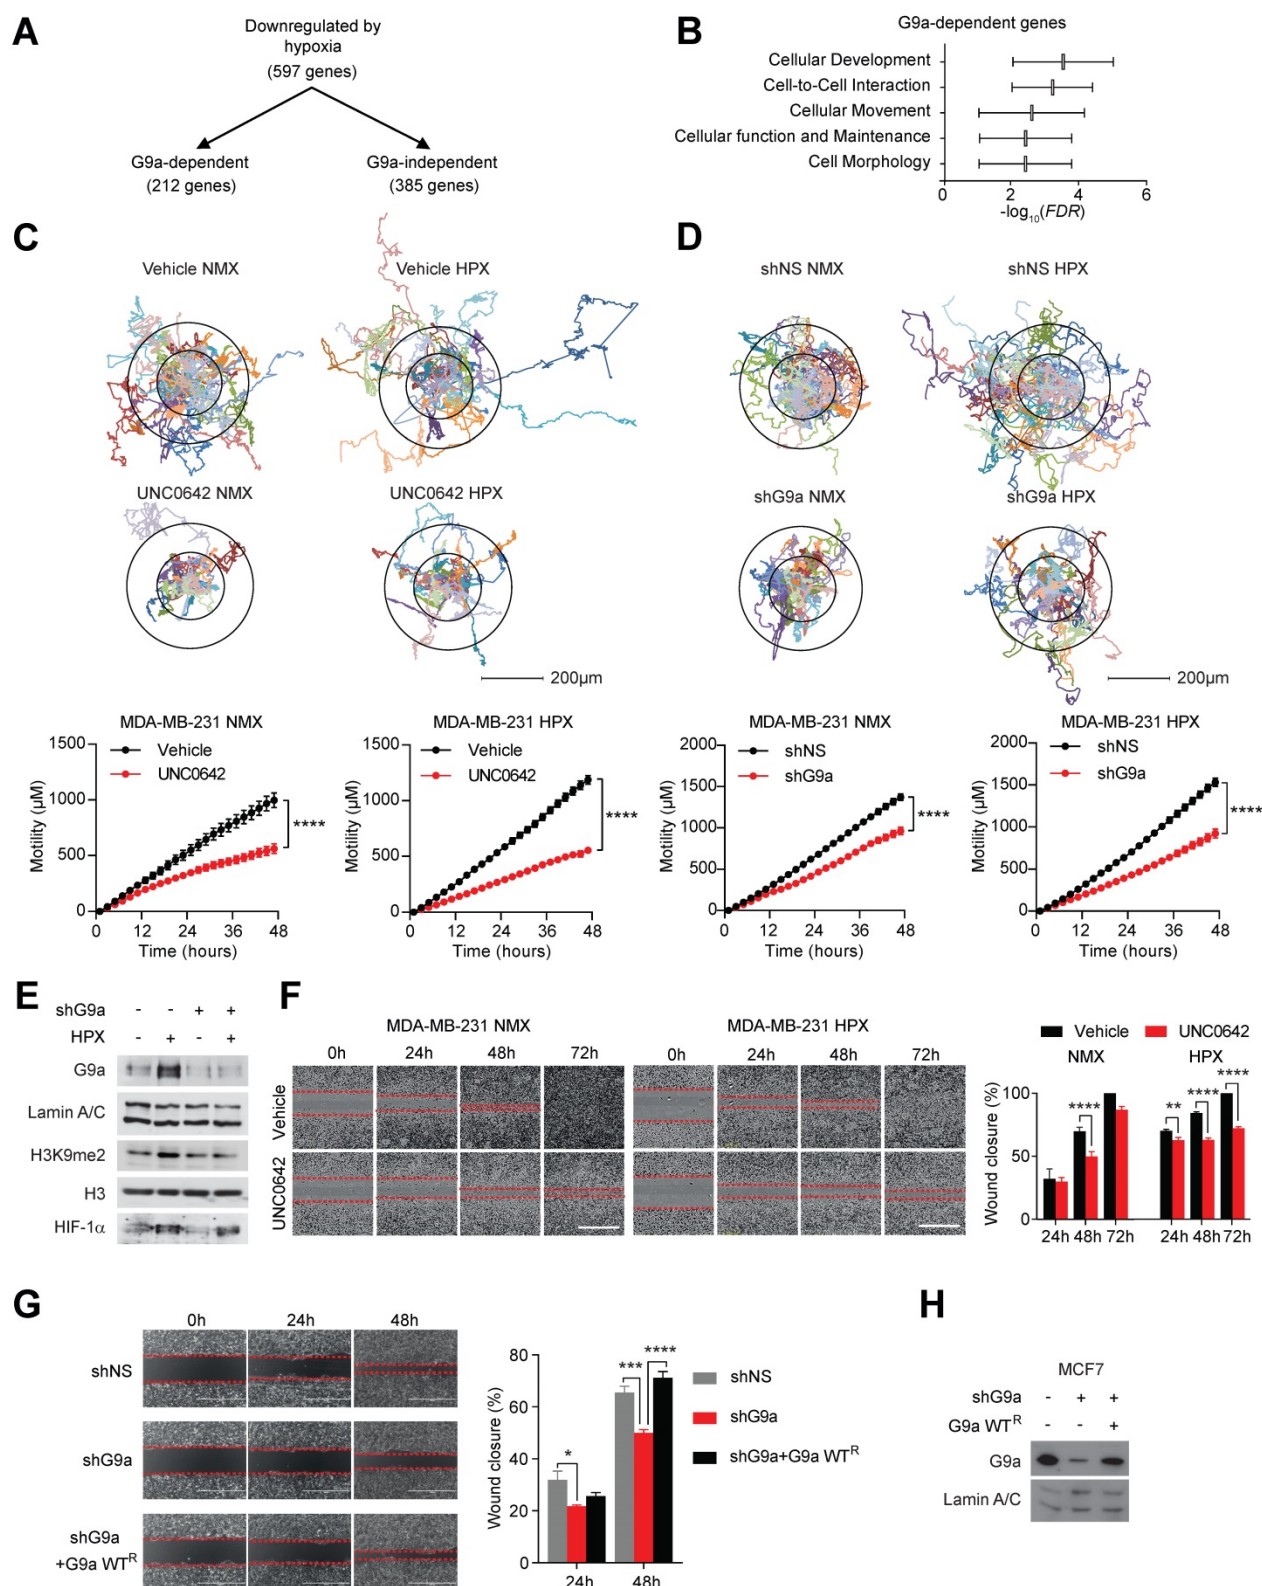 A
Downregulated by
hypoxia
(597 genes)
G9a-dependent
(212 genes)
G9a-independent
(385 genes)
B
G9a-dependent genes
Cellular Development
Cell-to-Cell Interaction
Cellular Movement
Cellular function and Maintenance
Cell Morphology
0 2 4 6
-log10(FDR)
C
Vehicle NMX
Vehicle HPX
UNC0642 NMX
UNC0642 HPX
200µm
MDA-MB-231 NMX
Vehicle
UNC0642
Motility (µM)
1500
1000
500
0
0 12 24 36 48
Time (hours)
****
MDA-MB-231 HPX
Vehicle
UNC0642
Motility (µM)
1500
1000
500
0
0 12 24 36 48
Time (hours)
****
D
shNS NMX
shNS HPX
shG9a NMX
shG9a HPX
200µm
MDA-MB-231 NMX
shNS
shG9a
Motility (µM)
2000
1500
1000
500
0
0 12 24 36 48
Time (hours)
****
MDA-MB-231 HPX
shNS
shG9a
Motility (µM)
2000
1500
1000
500
0
0 12 24 36 48
Time (hours)
****
E
shG9a - - + +
HPX - + - +
G9a
Lamin A/C
H3K9me2
H3
HIF-1α
F
MDA-MB-231 NMX
0h 24h 48h 72h
MDA-MB-231 HPX
0h 24h 48h 72h
Vehicle
UNC0642
Vehicle UNC0642
NMX HPX
Wound closure (%)
100
50
0
****
** **** ****
24h 48h 72h 24h 48h 72h
G
0h 24h 48h
shNS
shG9a
shG9a
+G9a WTR
Wound closure (%)
80
60
40
20
0
*
*** ****
24h 48h
shNS
shG9a
shG9a+G9a WTR
H
MCF7
shG9a - + +
G9a WTR - - +
G9a
Lamin A/C